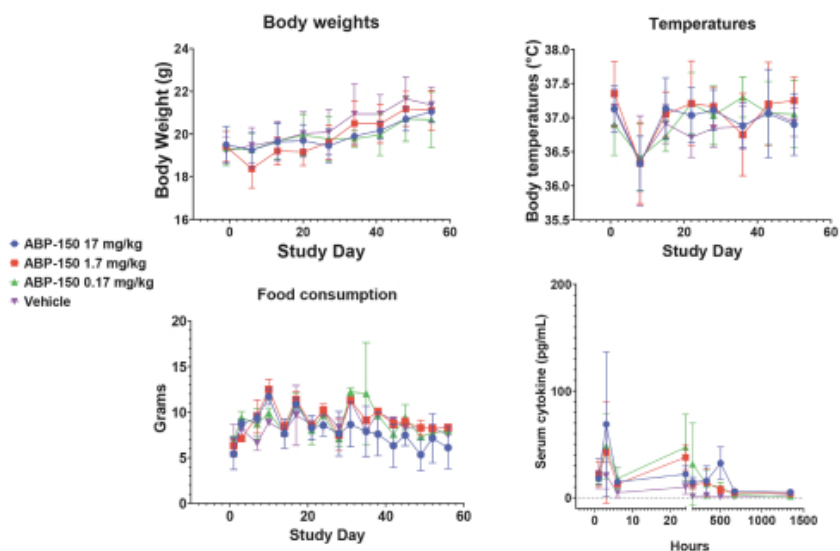 Body weights
Body Weight (g)
24
22
20
18
16
0 20 40 60
Study Day
Temperatures
Body temperatures (°C)
38.0
37.5
37.0
36.5
36.0
35.5
0 20 40 60
Study Day
ABP-150 17 mg/kg
ABP-150 1.7 mg/kg
ABP-150 0.17 mg/kg
Vehicle
Food consumption
Grams
20
15
10
5
0
0 20 40 60
Study Day
Serum cytokine (pg/mL)
200
100
0
0 10 20 500 1000 1500
Hours